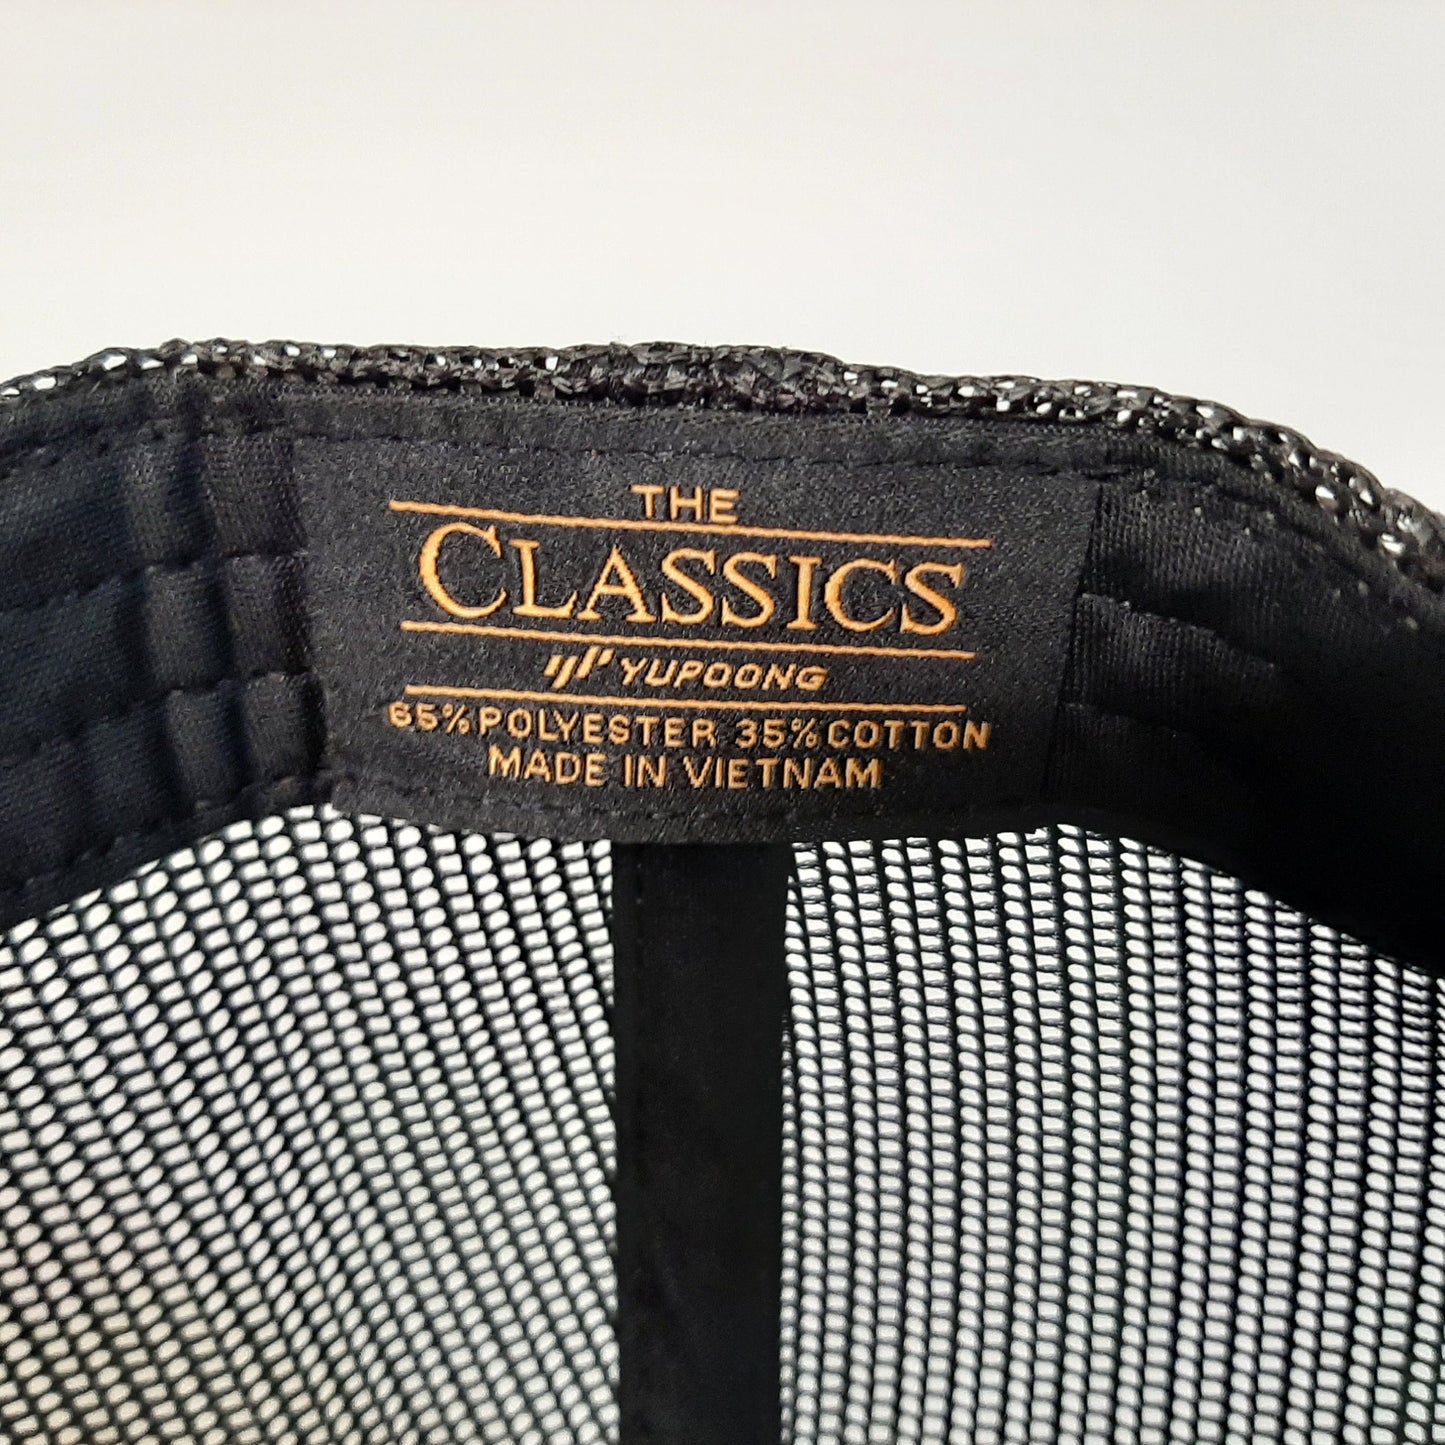 THE
CLASSICS
YUPOONG
65% POLYESTER 35% COTTON
MADE IN VIETNAM